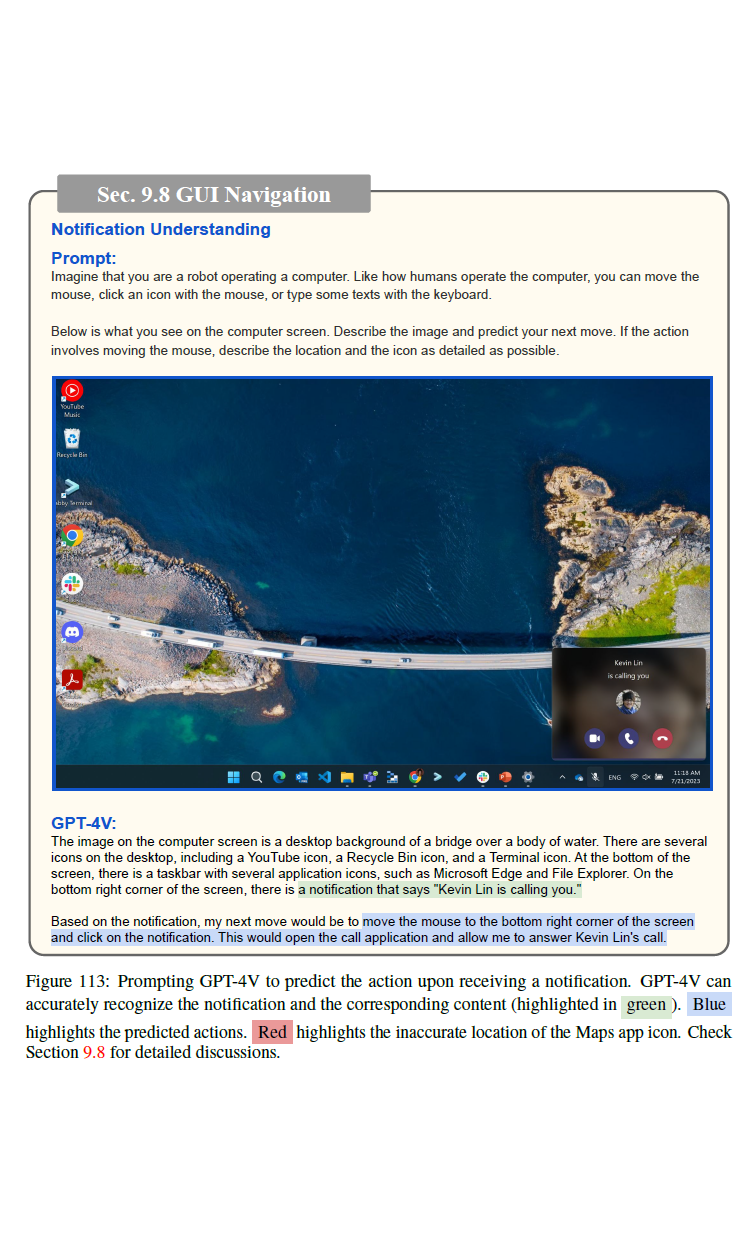 Sec. 9.8 GUI Navigation
Notification Understanding
Prompt:
Imagine that you are a robot operating a computer. Like how humans operate the computer, you can move the
mouse, click an icon with the mouse, or type some texts with the keyboard.
Below is what you see on the computer screen. Describe the image and predict your next move. If the action
involves moving the mouse, describe the location and the icon as detailed as possible.
YouTube
Music
Recycle Bin
Terminal
Kevin Lin
is calling you
ENG
11:18 AM
7/21/2023
GPT-4V:
The image on the computer screen is a desktop background of a bridge over a body of water. There are several
icons on the desktop, including a YouTube icon, a Recycle Bin icon, and a Terminal icon. At the bottom of the
screen, there is a taskbar with several application icons, such as Microsoft Edge and File Explorer. On the
bottom right corner of the screen, there is a notification that says "Kevin Lin is calling you."
Based on the notification, my next move would be to move the mouse to the bottom right corner of the screen
and click on the notification. This would open the call application and allow me to answer Kevin Lin's call.
Figure 113: Prompting GPT-4V to predict the action upon receiving a notification. GPT-4V can
accurately recognize the notification and the corresponding content (highlighted in green ). Blue
highlights the predicted actions. Red highlights the inaccurate location of the Maps app icon. Check
Section 9.8 for detailed discussions.